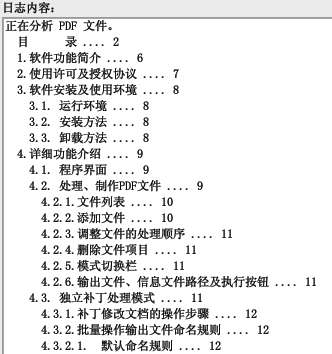 日志内容:
正在分析 PDF 文件。
目 录 .... 2
1.软件功能简介 .... 6
2.使用许可及授权协议 .... 7
3.软件安装及使用环境 .... 8
3.1. 运行环境 .... 8
3.2. 安装方法 .... 8
3.3. 卸载方法 .... 8
4.详细功能介绍 .... 9
4.1. 程序界面 .... 9
4.2. 处理、制作PDF文件 .... 9
4.2.1.文件列表 .... 10
4.2.2.添加文件 .... 10
4.2.3.调整文件的处理顺序 .... 11
4.2.4.删除文件项目 .... 11
4.2.5.模式切换栏 .... 11
4.2.6.输出文件、信息文件路径及执行按钮 .... 11
4.3. 独立补丁处理模式 .... 11
4.3.1.补丁修改文档的操作步骤 .... 12
4.3.2.批量操作输出文件命名规则 .... 12
4.3.2.1. 默认命名规则 .... 12